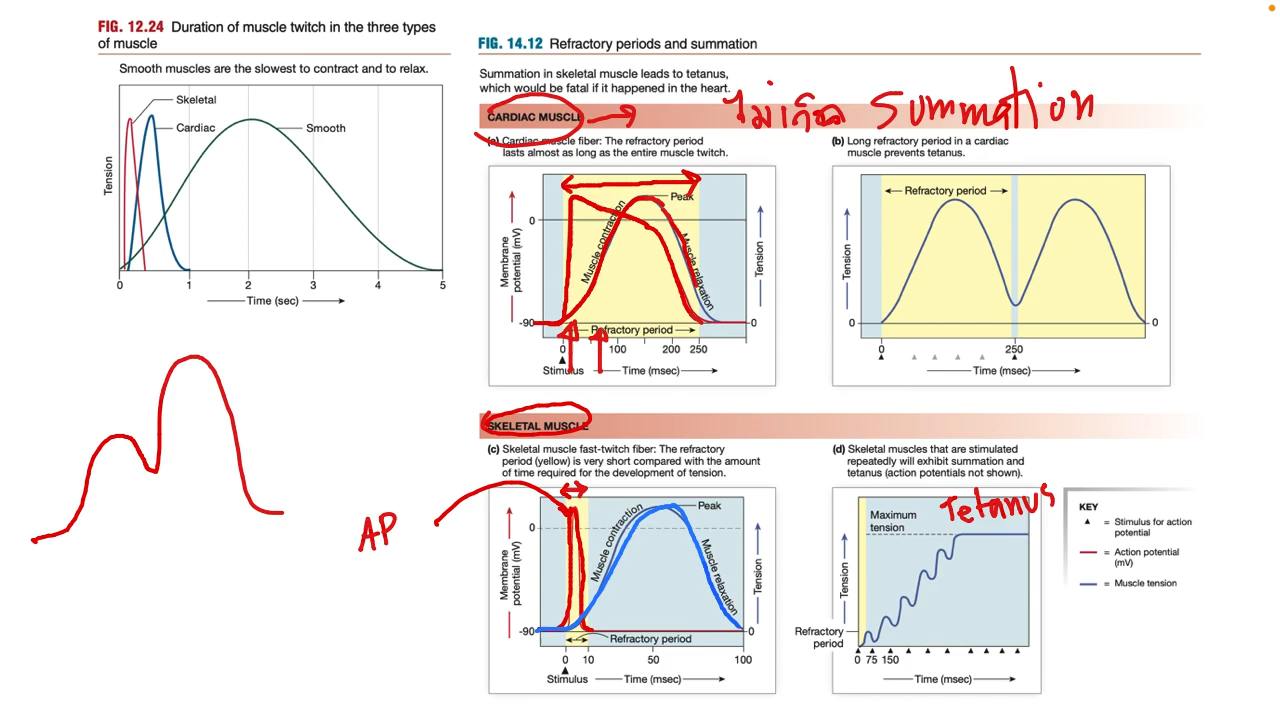 FIG. 12.24 Duration of muscle twitch in the three types
of muscle
Smooth muscles are the slowest to contract and to relax.
Tension
Skeletal
Cardiac
Smooth
0 1 2 3 4 5
Time (sec)
FIG. 14.12 Refractory periods and summation
Summation in skeletal muscle leads to tetanus,
which would be fatal if it happened in the heart.
CARDIAC MUSCLE
ไม่เกิด Summation
(a) Cardiac muscle fiber: The refractory period
lasts almost as long as the entire muscle twitch.
Membrane
potential (mV)
0
-90
Muscle contraction
Peak
Muscle relaxation
Tension
0
Refractory period
0 100 200 250
Stimulus
Time (msec)
(b) Long refractory period in a cardiac
muscle prevents tetanus.
Refractory period
Tension
0
0
0 250
Time (msec)
SKELETAL MUSCLE
(c) Skeletal muscle fast-twitch fiber: The refractory
period (yellow) is very short compared with the amount
of time required for the development of tension.
AP
Membrane
potential (mV)
0
-90
Muscle contraction
Peak
Muscle relaxation
Tension
0
Refractory period
0 10 50 100
Stimulus
Time (msec)
(d) Skeletal muscles that are stimulated
repeatedly will exhibit summation and
tetanus (action potentials not shown).
Tetanus
Maximum
tension
Tension
Refractory
period
0 75 150
Time (msec)
KEY
= Stimulus for action
potential
= Action potential
(mV)
= Muscle tension